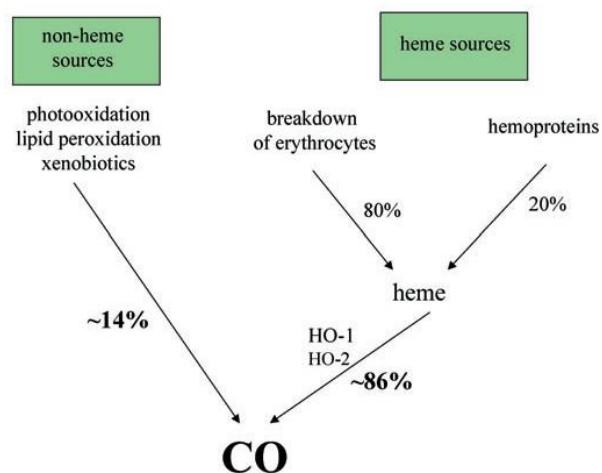 non-heme
sources
heme sources
photooxidation
lipid peroxidation
xenobiotics
breakdown
of erythrocytes
hemoproteins
80%
20%
heme
~14%
HO-1
HO-2
~86%
CO